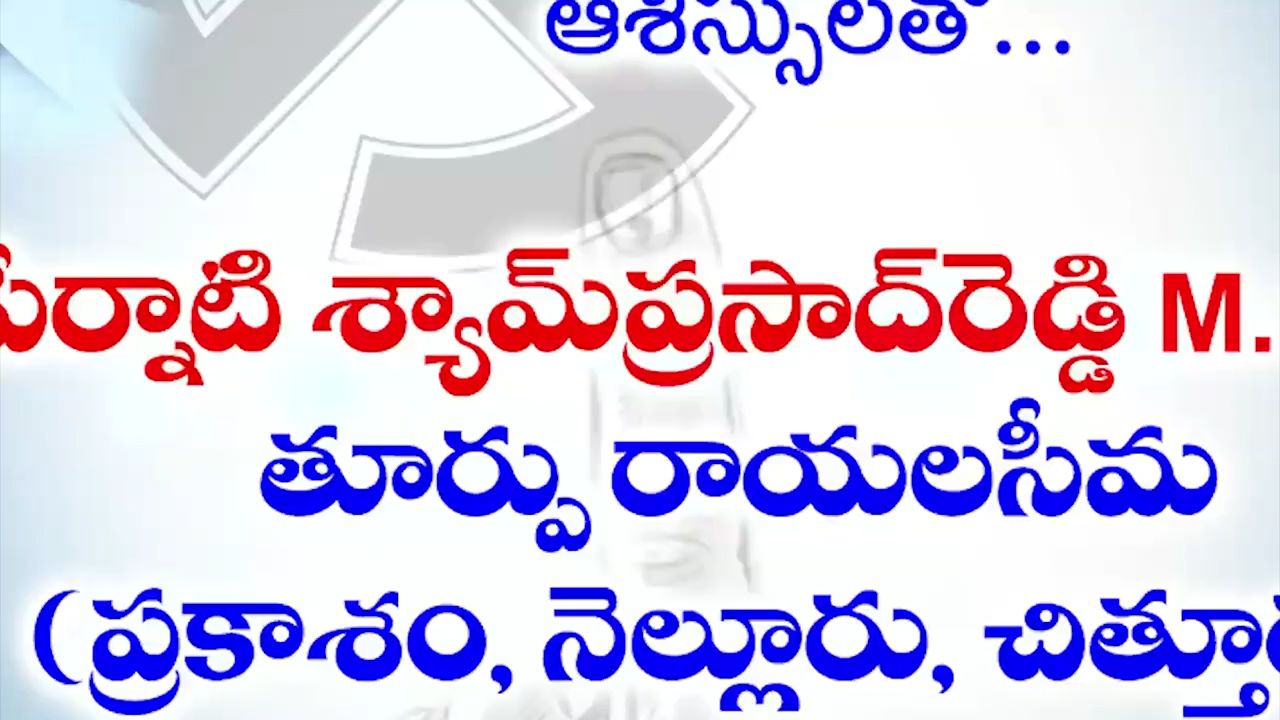 ఆశీస్సులతో...
పేర్నాటి శ్యామ్‌ప్రసాద్‌రెడ్డి M.
తూర్పు రాయలసీమ
(ప్రకాశం, నెల్లూరు,